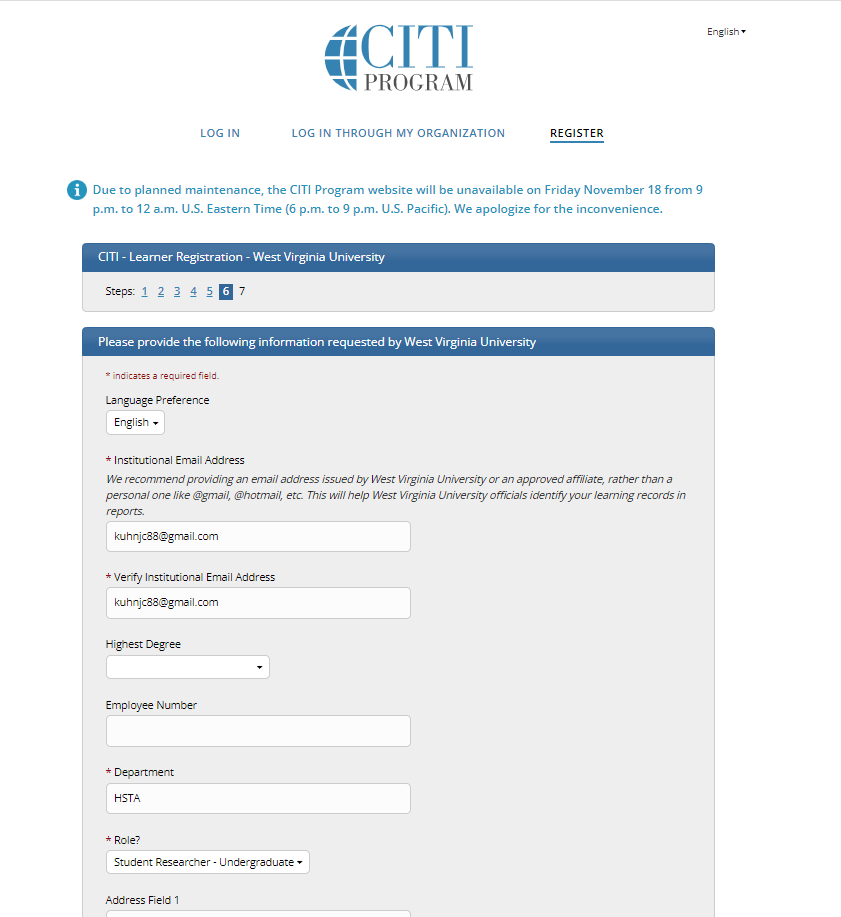 CITI
PROGRAM
English
LOG IN
LOG IN THROUGH MY ORGANIZATION
REGISTER
i
Due to planned maintenance, the CITI Program website will be unavailable on Friday November 18 from 9
p.m. to 12 a.m. U.S. Eastern Time (6 p.m. to 9 p.m. U.S. Pacific). We apologize for the inconvenience.
CITI - Learner Registration - West Virginia University
Steps: 1 2 3 4 5 6 7
Please provide the following information requested by West Virginia University
* indicates a required field.
Language Preference
English
* Institutional Email Address
We recommend providing an email address issued by West Virginia University or an approved affiliate, rather than a
personal one like @gmail, @hotmail, etc. This will help West Virginia University officials identify your learning records in
reports.
kuhnjc88@gmail.com
* Verify Institutional Email Address
kuhnjc88@gmail.com
Highest Degree
Employee Number
* Department
HSTA
* Role?
Student Researcher - Undergraduate
Address Field 1